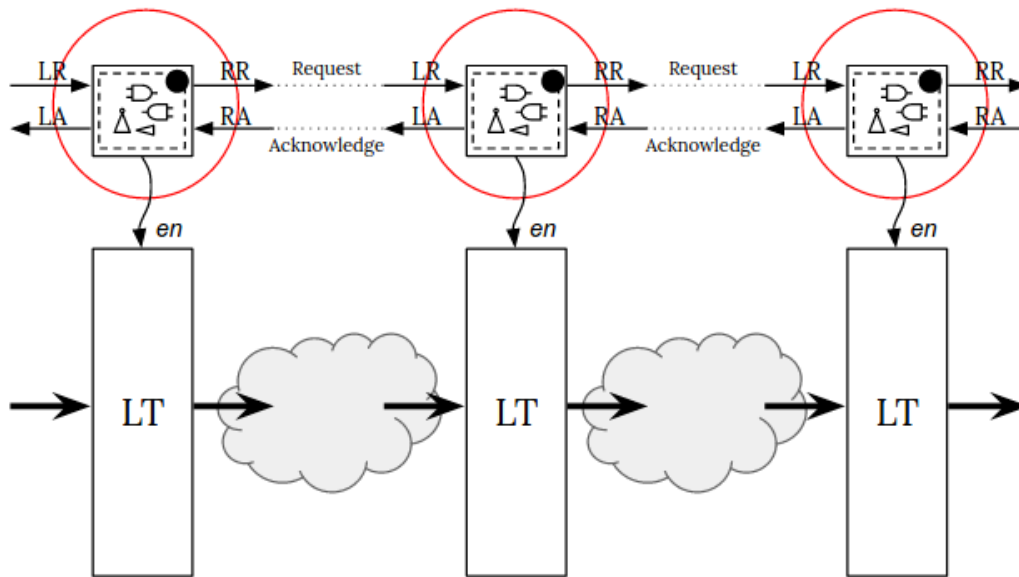 LR RR Request LR RR Request LR RR
LA RA Acknowledge LA RA Acknowledge LA RA
en en en
LT LT LT